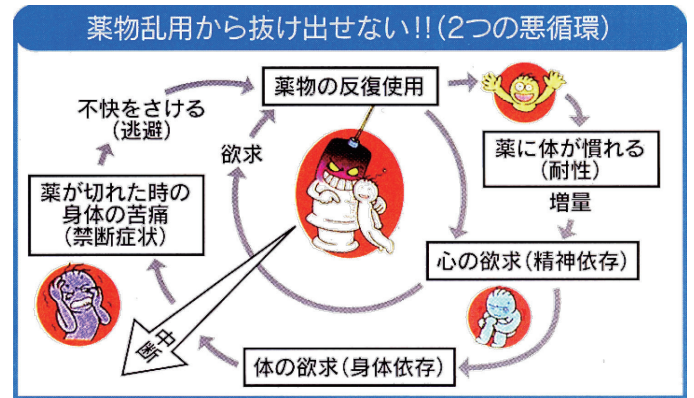 薬物乱用から抜け出せない!!(2つの悪循環)
薬物の反復使用
薬に体が慣れる
(耐性)
増量
心の欲求(精神依存)
体の欲求(身体依存)
中断
薬が切れた時の
身体の苦痛
(禁断症状)
不快をさける
(逃避)
欲求